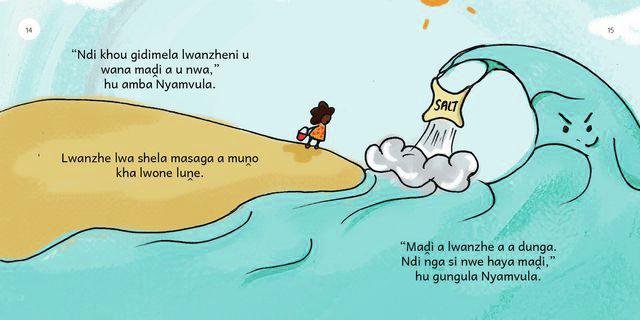 14
“Ndi khou gidimela lwanzheni u
wana maḓi a u nwa,”
hu amba Nyamvula.
Lwanzhe lwa shela masaga a muṋo
kha lwone luṋe.
SALT
15
“Maḓi a lwanzhe a a dunga.
Ndi n̂ga si nwe haya maḓi,”
hu gungula Nyamvula.